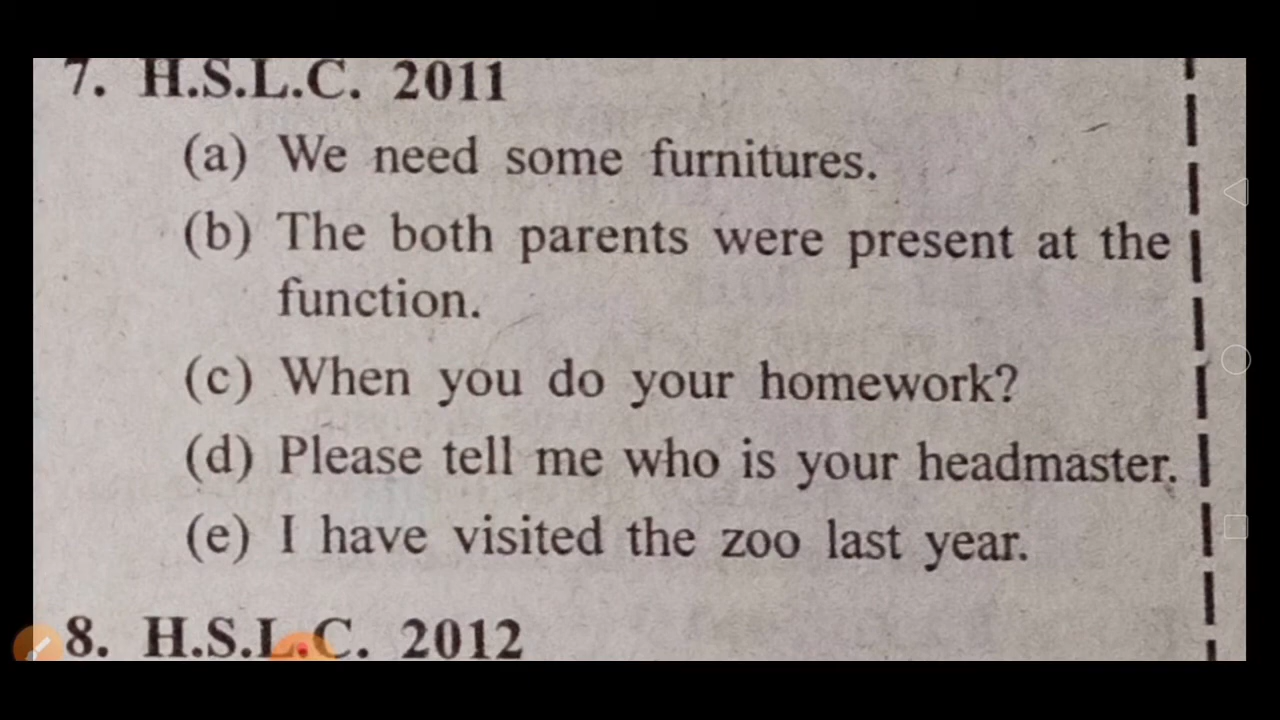 7. H.S.L.C. 2011
(a) We need some furnitures.
(b) The both parents were present at the
function.
(c) When you do your homework?
(d) Please tell me who is your headmaster.
(e) I have visited the zoo last year.
8. H.S.L.C. 2012